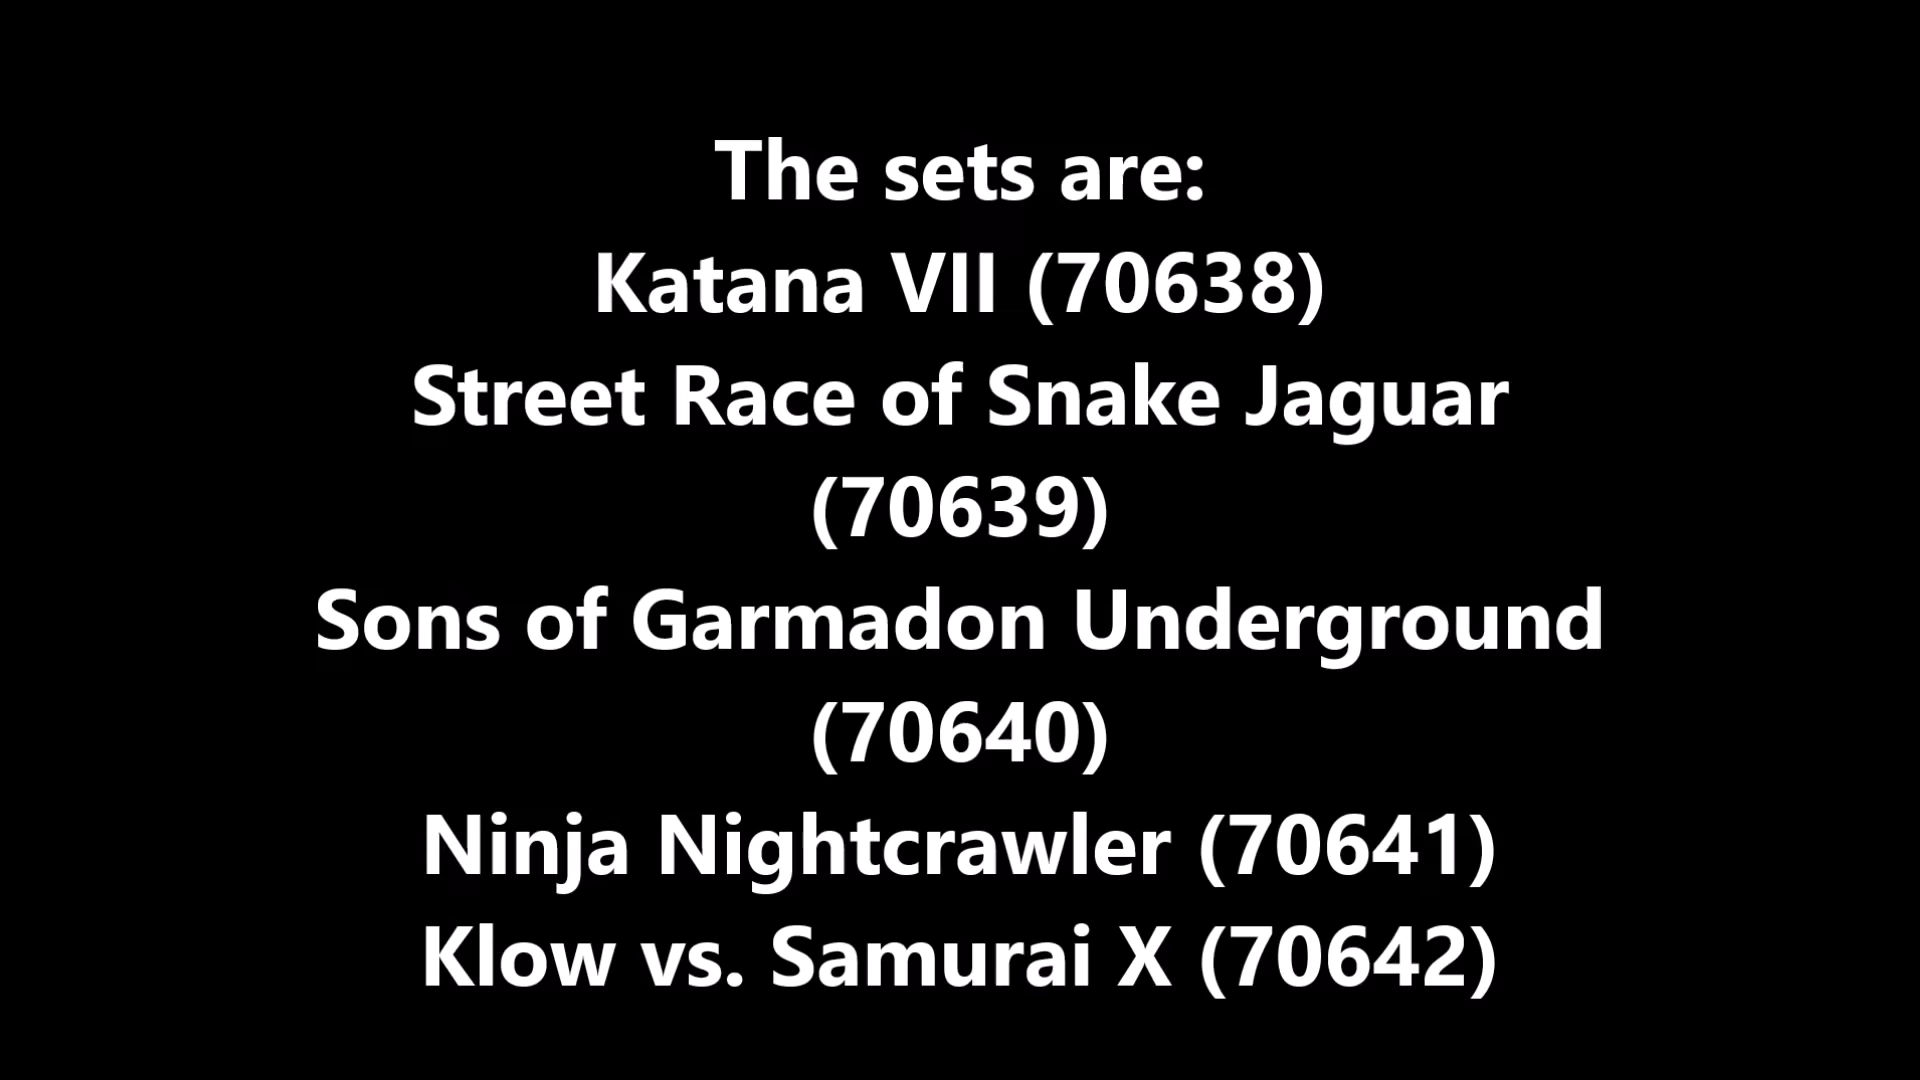 The sets are:
Katana VII (70638)
Street Race of Snake Jaguar
(70639)
Sons of Garmadon Underground
(70640)
Ninja Nightcrawler (70641)
Klow vs. Samurai X (70642)